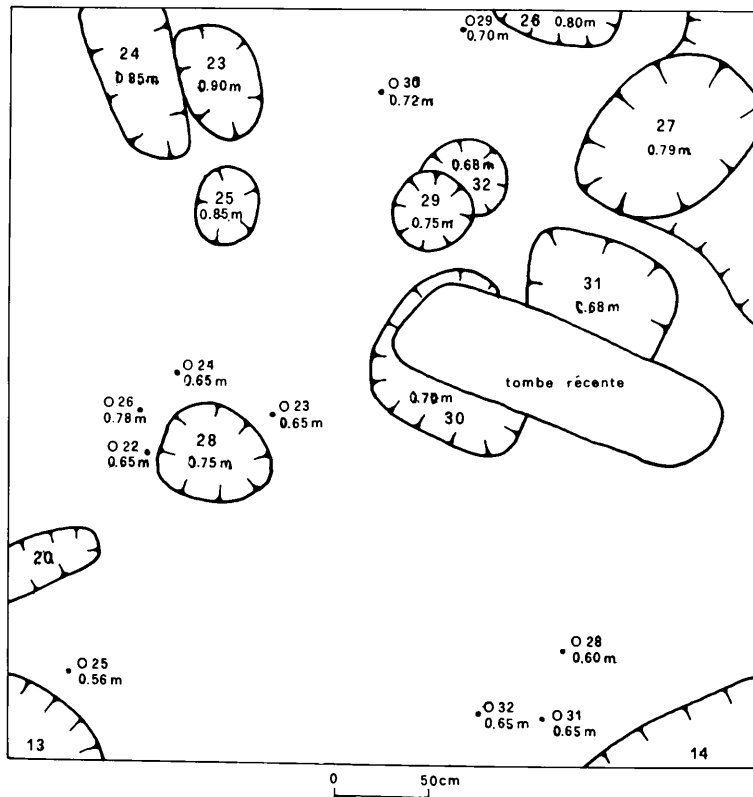 O 29
0.70 m
26
0.80m
24
0.85m
23
0.90m
O 30
0.72m
27
0.79m
0.68m
32
25
0.85m
29
0.75m
31
0.68m
tombe récente
0.70m
30
O 24
0.65m
O 26
0.78m
O 23
0.65m
O 22
0.65m
28
0.75m
20
O 25
0.56m
O 28
0.60m
O 32
0.65m
O 31
0.65m
13
14
0 50cm